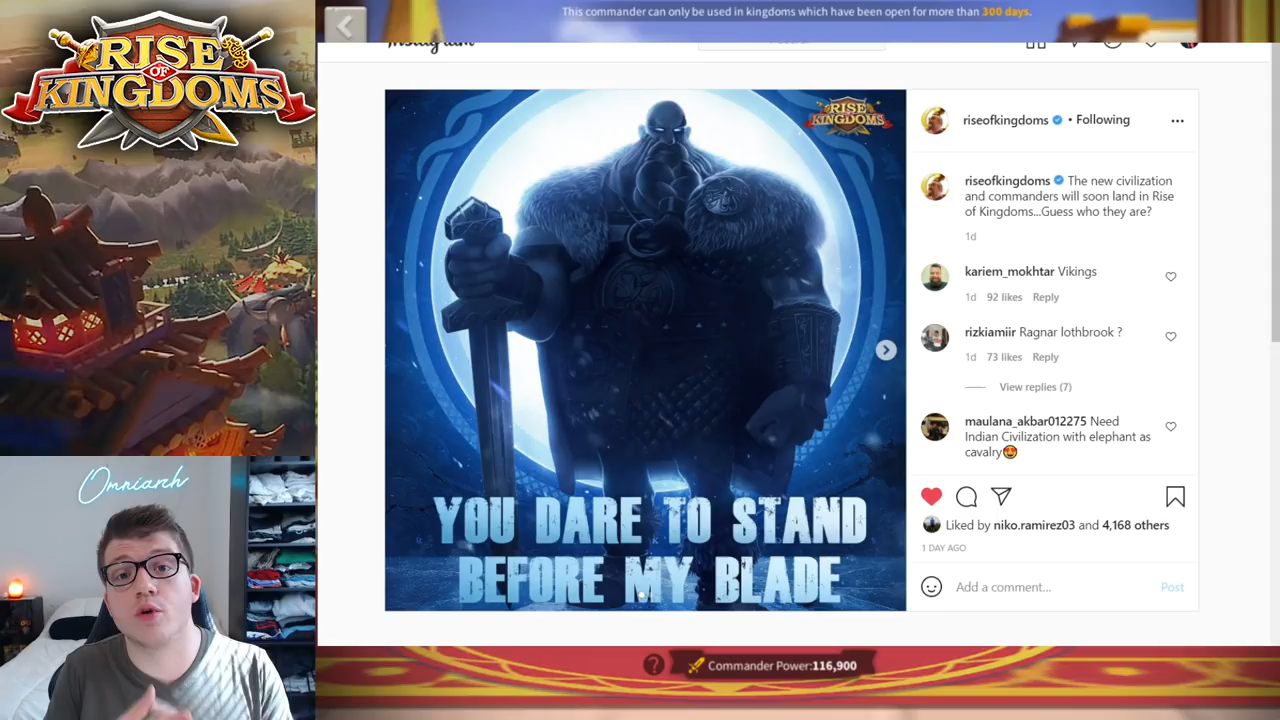 This commander can only be used in kingdoms which have been open for more than 300 days.
RISE
OF
KINGDOMS
Instagram
RISE
OF
KINGDOMS
YOU DARE TO STAND
BEFORE MY BLADE
riseofkingdoms • Following
riseofkingdoms The new civilization
and commanders will soon land in Rise
of Kingdoms...Guess who they are?
1d
kariem_mokhtar Vikings
1d 92 likes Reply
rizkiamiir Ragnar lothbrook ?
1d 73 likes Reply
View replies (7)
maulana_akbar012275 Need
Indian Civilization with elephant as
cavalry😍
Liked by niko.ramirez03 and 4,168 others
1 DAY AGO
Add a comment... Post
Omniarch
? Commander Power:116,900